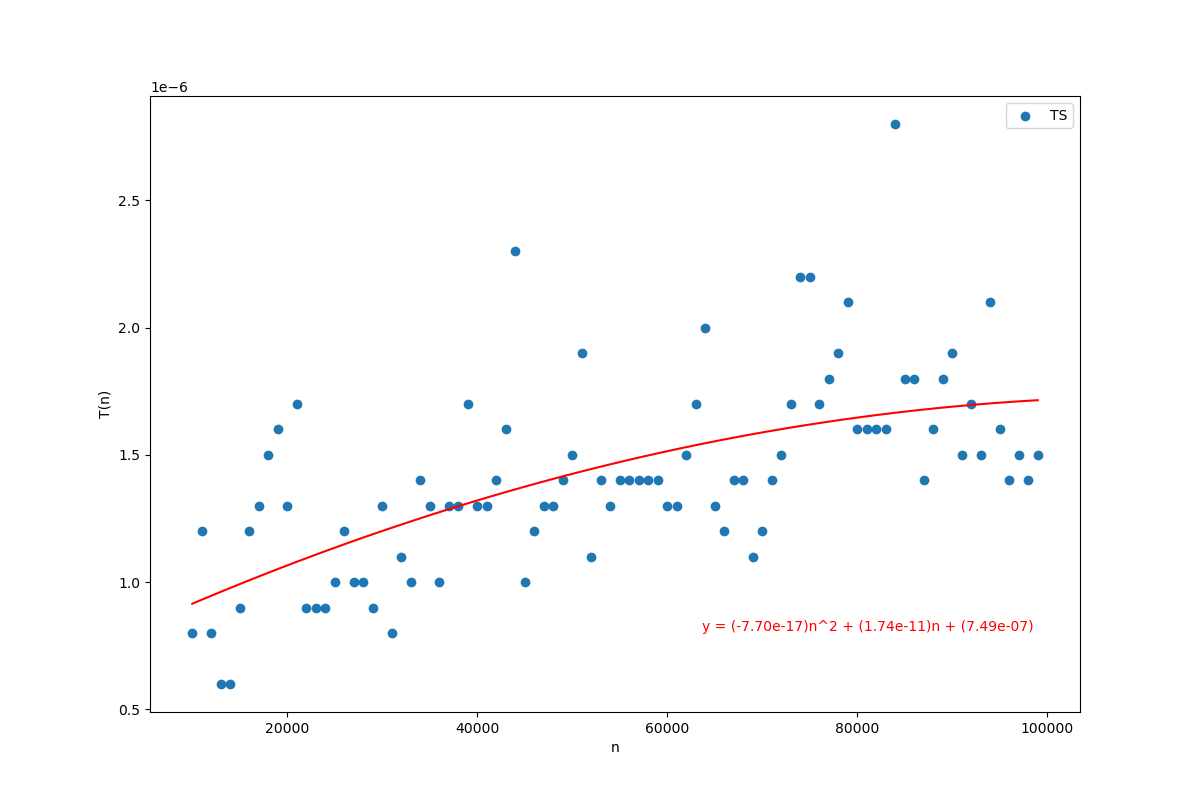 1e−6
TS
2.5
2.0
T(n)
1.5
1.0
y = (-7.70e-17)n^2 + (1.74e-11)n + (7.49e-07)
0.5
20000 40000 60000 80000 100000
n